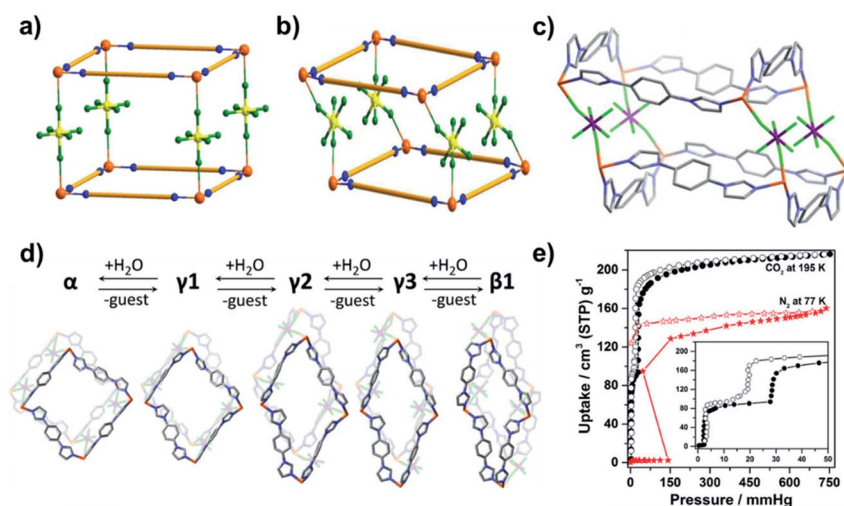 a)
b)
c)
d)
+H₂O +H₂O +H₂O +H₂O
α γ1 γ2 γ3 β1
-guest -guest -guest -guest
e)
Uptake / cm³ (STP) g⁻¹
200
160
120
80
40
0
CO₂ at 195 K
N₂ at 77 K
200
160
120
80
40
0
0 10 20 30 40 50
0 150 300 450 600 750
Pressure / mmHg